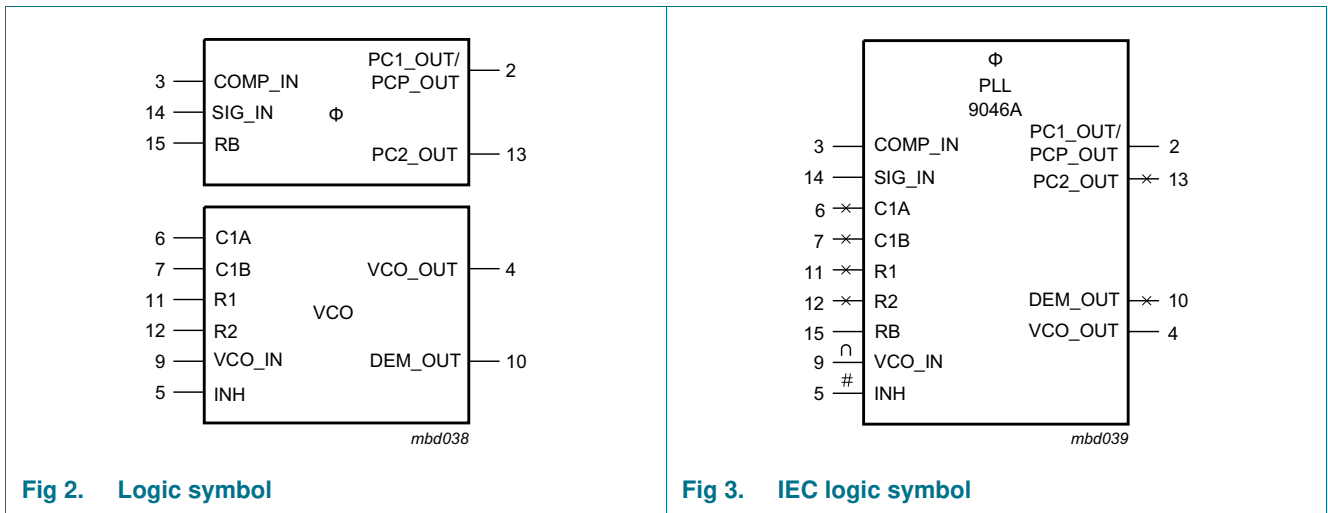 3 COMP_IN PC1_OUT/ PCP_OUT 2
14 SIG_IN Φ
15 RB PC2_OUT 13
6 C1A
7 C1B VCO_OUT 4
11 R1
VCO
12 R2
9 VCO_IN DEM_OUT 10
5 INH
mbd038
Fig 2. Logic symbol
Φ
PLL
9046A
3 COMP_IN PC1_OUT/ PCP_OUT 2
14 SIG_IN PC2_OUT 13
6 C1A
7 C1B
11 R1
12 R2 DEM_OUT 10
15 RB VCO_OUT 4
9 ∩ VCO_IN
5 # INH
mbd039
Fig 3. IEC logic symbol